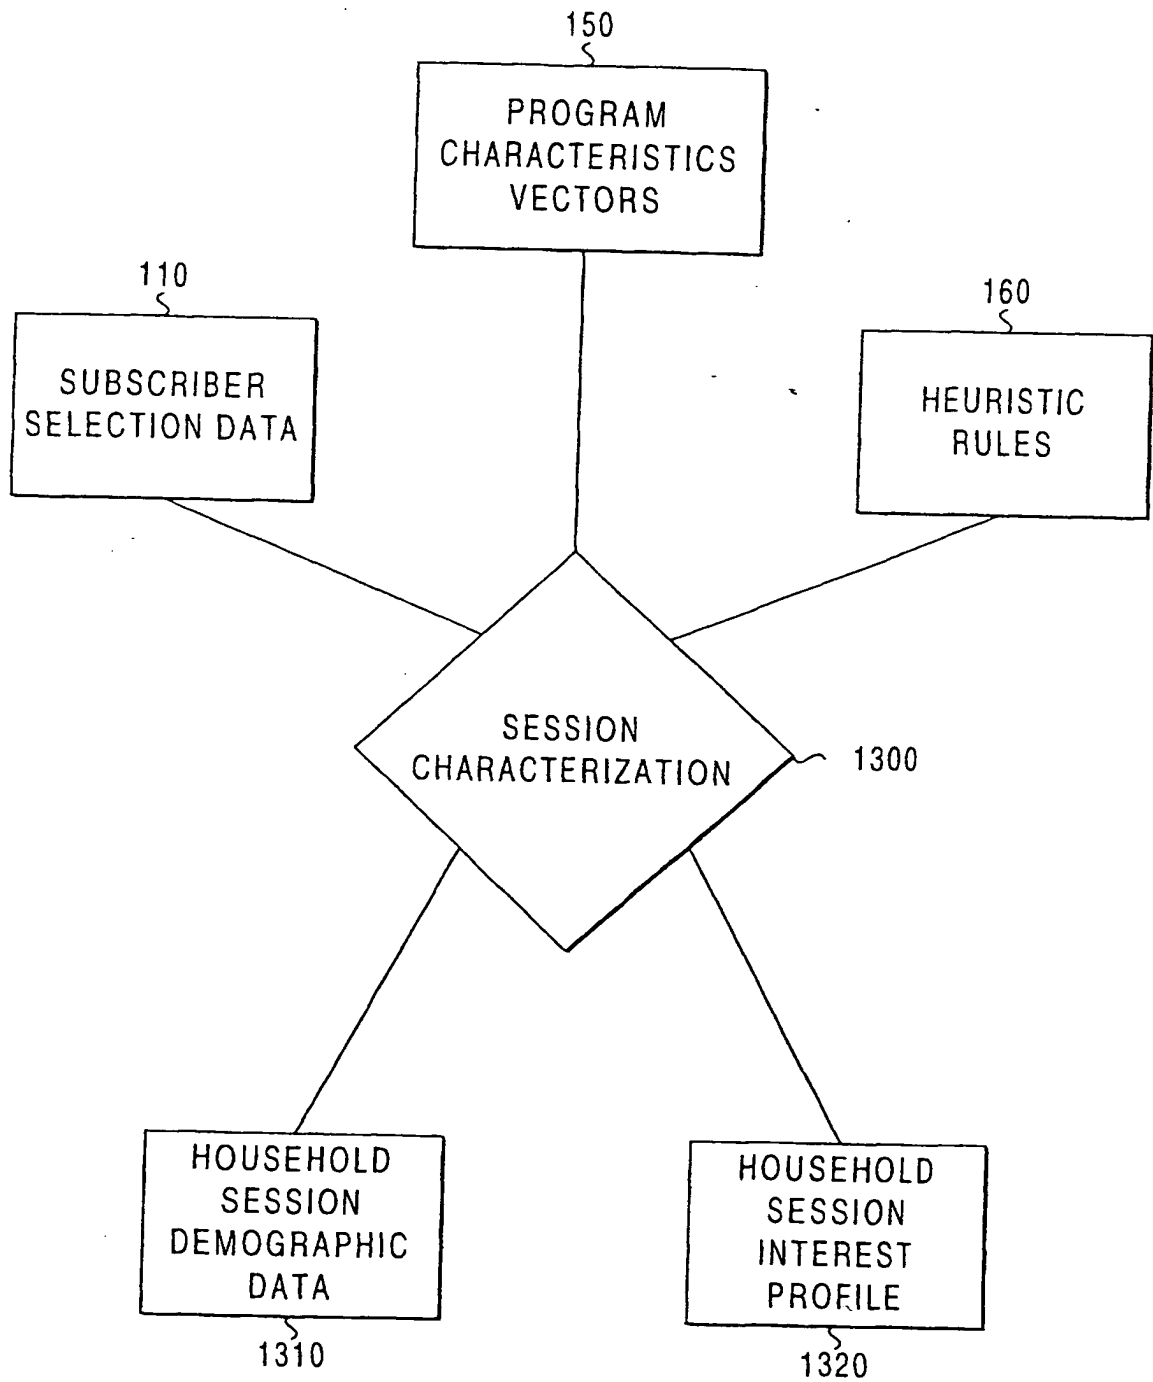 150
PROGRAM
CHARACTERISTICS
VECTORS
110
SUBSCRIBER
SELECTION DATA
160
HEURISTIC
RULES
SESSION
CHARACTERIZATION
1300
HOUSEHOLD
SESSION
DEMOGRAPHIC
DATA
1310
HOUSEHOLD
SESSION
INTEREST
PROFILE
1320